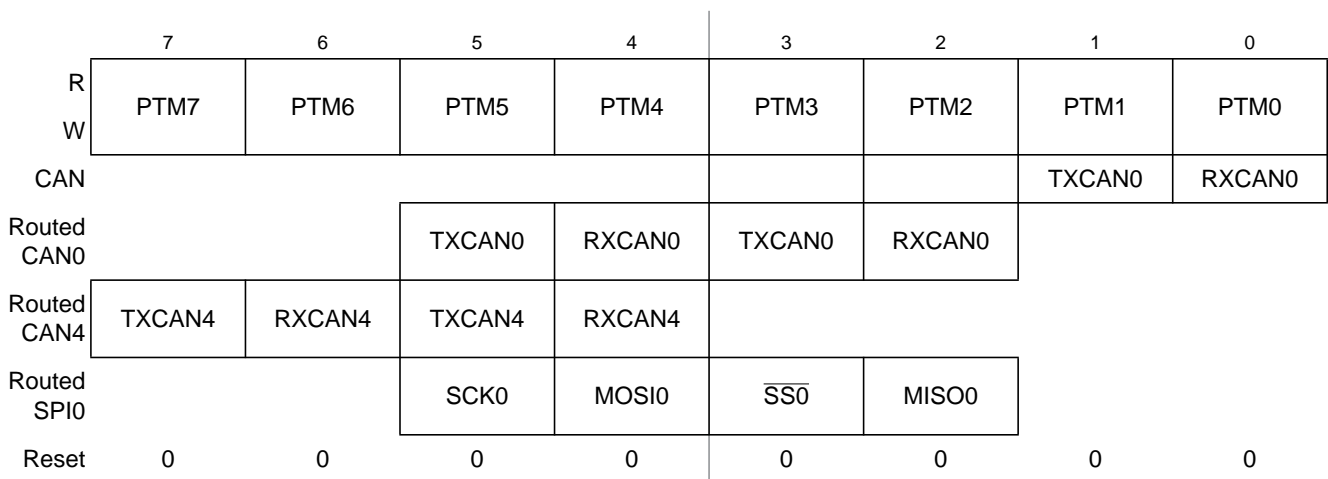 7 6 5 4 3 2 1 0
R
W
PTM7 PTM6 PTM5 PTM4 PTM3 PTM2 PTM1 PTM0
CAN TXCAN0 RXCAN0
Routed
CAN0 TXCAN0 RXCAN0 TXCAN0 RXCAN0
Routed
CAN4 TXCAN4 RXCAN4 TXCAN4 RXCAN4
Routed
SPI0 SCK0 MOSI0 S̅S̅0̅ MISO0
Reset 0 0 0 0 0 0 0 0